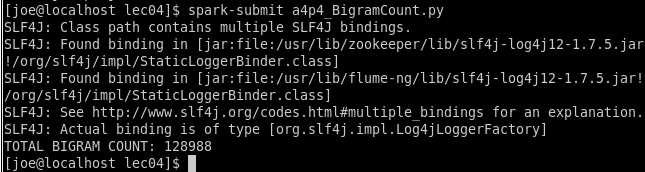 [joe@localhost lec04]$ spark-submit a4p4_BigramCount.py
SLF4J: Class path contains multiple SLF4J bindings.
SLF4J: Found binding in [jar:file:/usr/lib/zookeeper/lib/slf4j-log4j12-1.7.5.jar
!/org/slf4j/impl/StaticLoggerBinder.class]
SLF4J: Found binding in [jar:file:/usr/lib/flume-ng/lib/slf4j-log4j12-1.7.5.jar!
/org/slf4j/impl/StaticLoggerBinder.class]
SLF4J: See http://www.slf4j.org/codes.html#multiple_bindings for an explanation.
SLF4J: Actual binding is of type [org.slf4j.impl.Log4jLoggerFactory]
TOTAL BIGRAM COUNT: 128988
[joe@localhost lec04]$